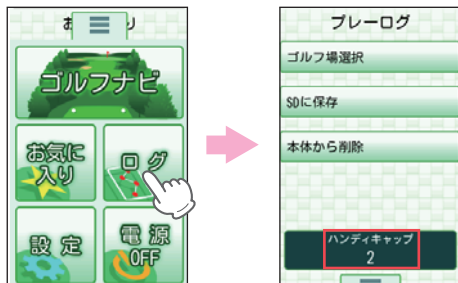 ゴルフナビ
お気に
入り
ログ
設定
電源
OFF
プレーログ
ゴルフ場選択
SDに保存
本体から削除
ハンディキャップ
2